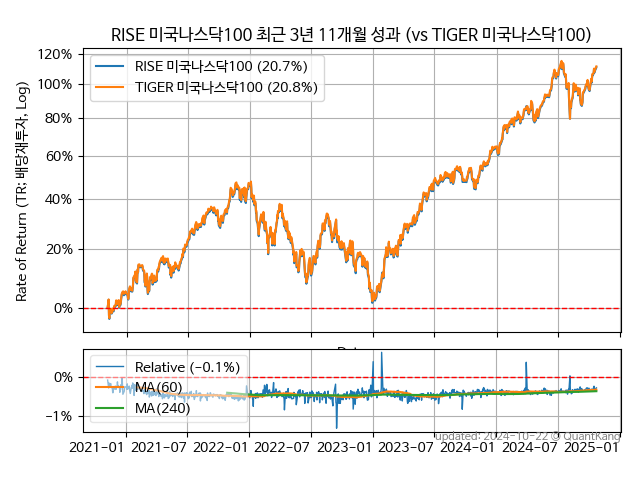 RISE 미국나스닥100 최근 3년 11개월 성과 (vs TIGER 미국나스닥100)
Rate of Return (TR: 배당재투자, Log)
120%
100%
80%
60%
40%
20%
0%
RISE 미국나스닥100 (20.7%)
TIGER 미국나스닥100 (20.8%)
0%
−1%
Relative (−0.1%)
MA(60)
MA(240)
2021−01 2021−07 2022−01 2022−07 2023−01 2023−07 2024−01 2024−07 2025−01
updated: 2024−10−22 © QuantKang